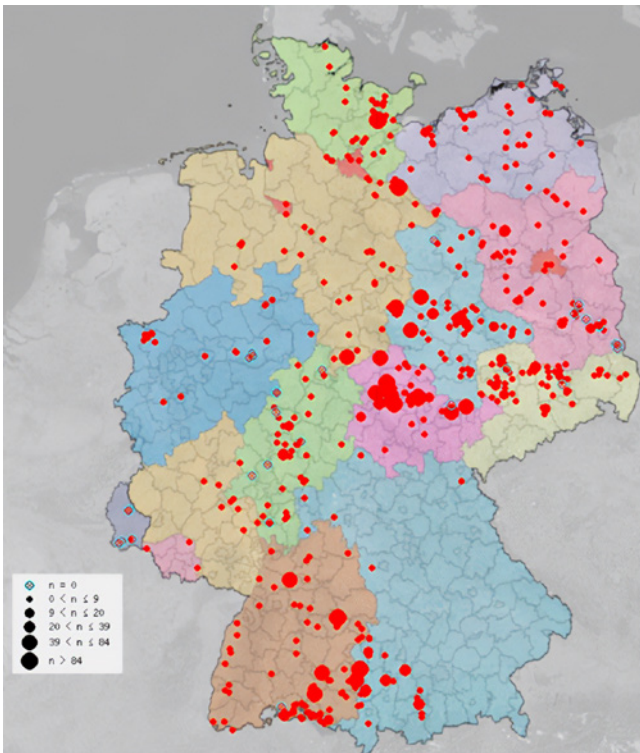 n = 0
0 < n ≤ 9
9 < n ≤ 20
20 < n ≤ 39
39 < n ≤ 84
n > 84